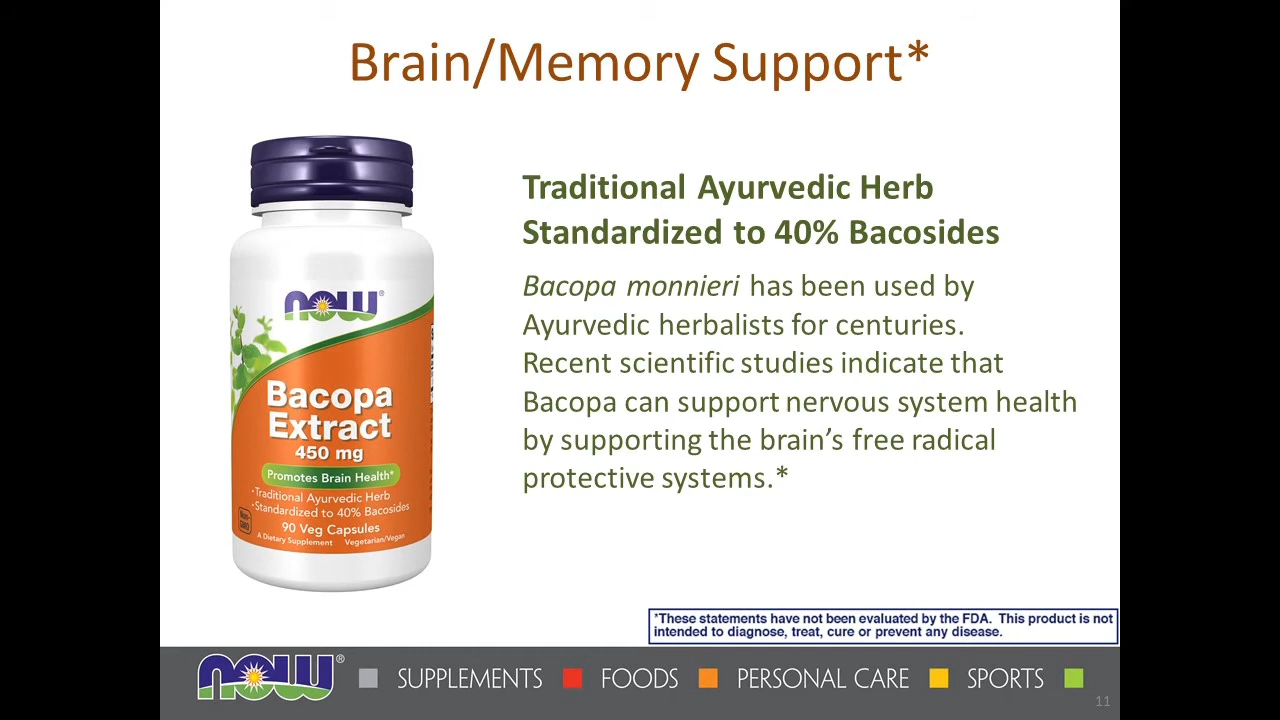 Brain/Memory Support*
Traditional Ayurvedic Herb
Standardized to 40% Bacosides
Bacopa monnieri has been used by
Ayurvedic herbalists for centuries.
Recent scientific studies indicate that
Bacopa can support nervous system health
by supporting the brain’s free radical
protective systems.*
NOW®
Bacopa
Extract
450 mg
Promotes Brain Health*
•Traditional Ayurvedic Herb
•Standardized to 40% Bacosides
90 Veg Capsules
Non-
GMO
A Dietary Supplement Vegetarian/Vegan
*These statements have not been evaluated by the FDA. This product is not
intended to diagnose, treat, cure or prevent any disease.
NOW® SUPPLEMENTS FOODS PERSONAL CARE SPORTS
11